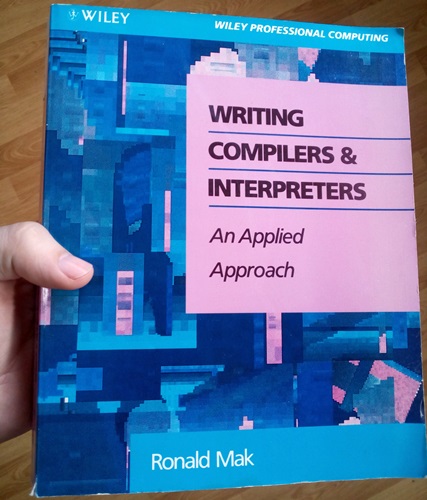 WILEY
WILEY PROFESSIONAL COMPUTING
WRITING
COMPILERS &
INTERPRETERS
An Applied
Approach
Ronald Mak